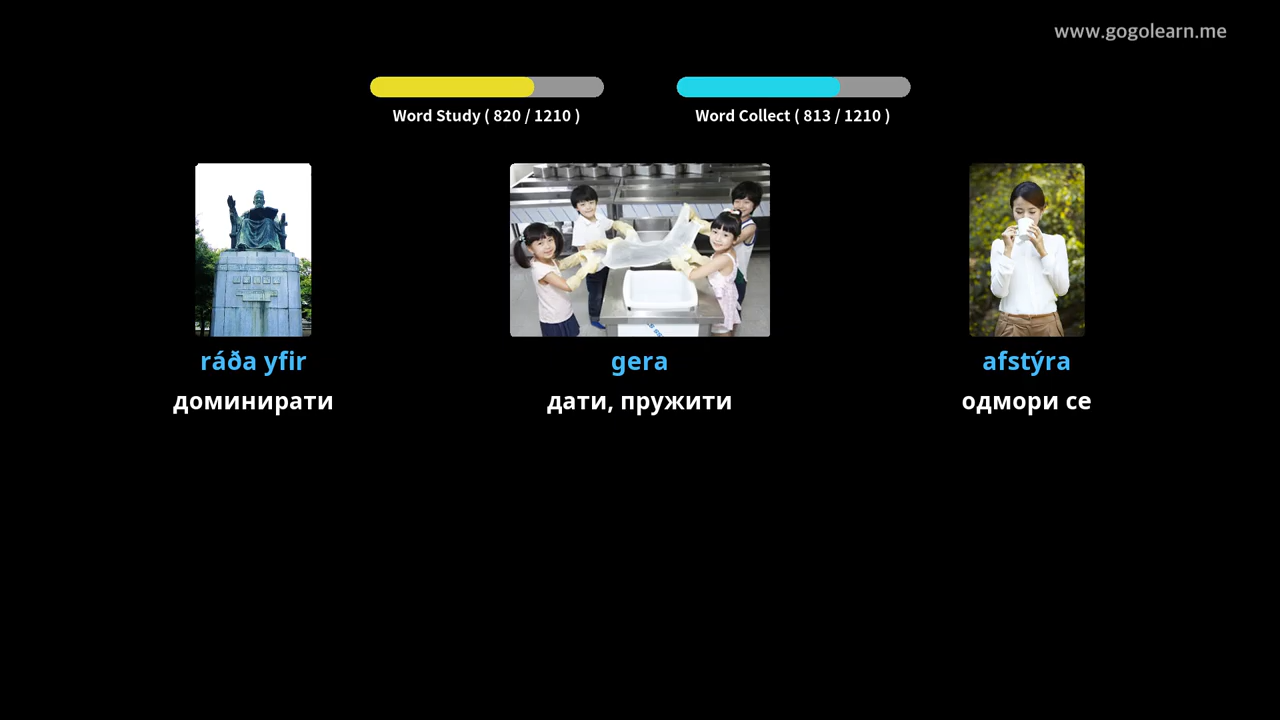 www.gogolearn.me
Word Study ( 820 / 1210 )
Word Collect ( 813 / 1210 )
ráða yfir
gera
afstýra
доминирати
дати, пружити
одмори се